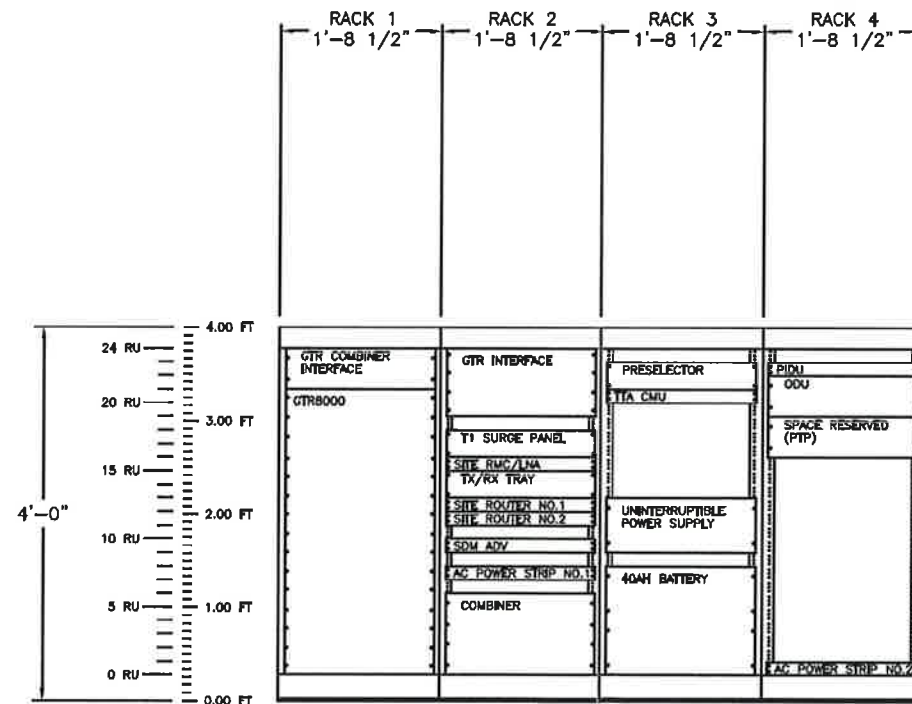 RACK 1
1'-8 1/2"
RACK 2
1'-8 1/2"
RACK 3
1'-8 1/2"
RACK 4
1'-8 1/2"
4'-0"
24 RU
20 RU
15 RU
10 RU
5 RU
0 RU
4.00 FT
3.00 FT
2.00 FT
1.00 FT
0.00 FT
GTR COMBINER
INTERFACE
GTR8000
GTR INTERFACE
T1 SURGE PANEL
SITE RMC/LNA
TX/RX TRAY
SITE ROUTER NO.1
SITE ROUTER NO.2
SDM ADV
AC POWER STRIP NO.1
COMBINER
PRESELECTOR
TTA CMU
UNINTERRUPTIBLE
POWER SUPPLY
40AH BATTERY
PIDU
ODU
SPACE RESERVED
(PTP)
AC POWER STRIP NO.2